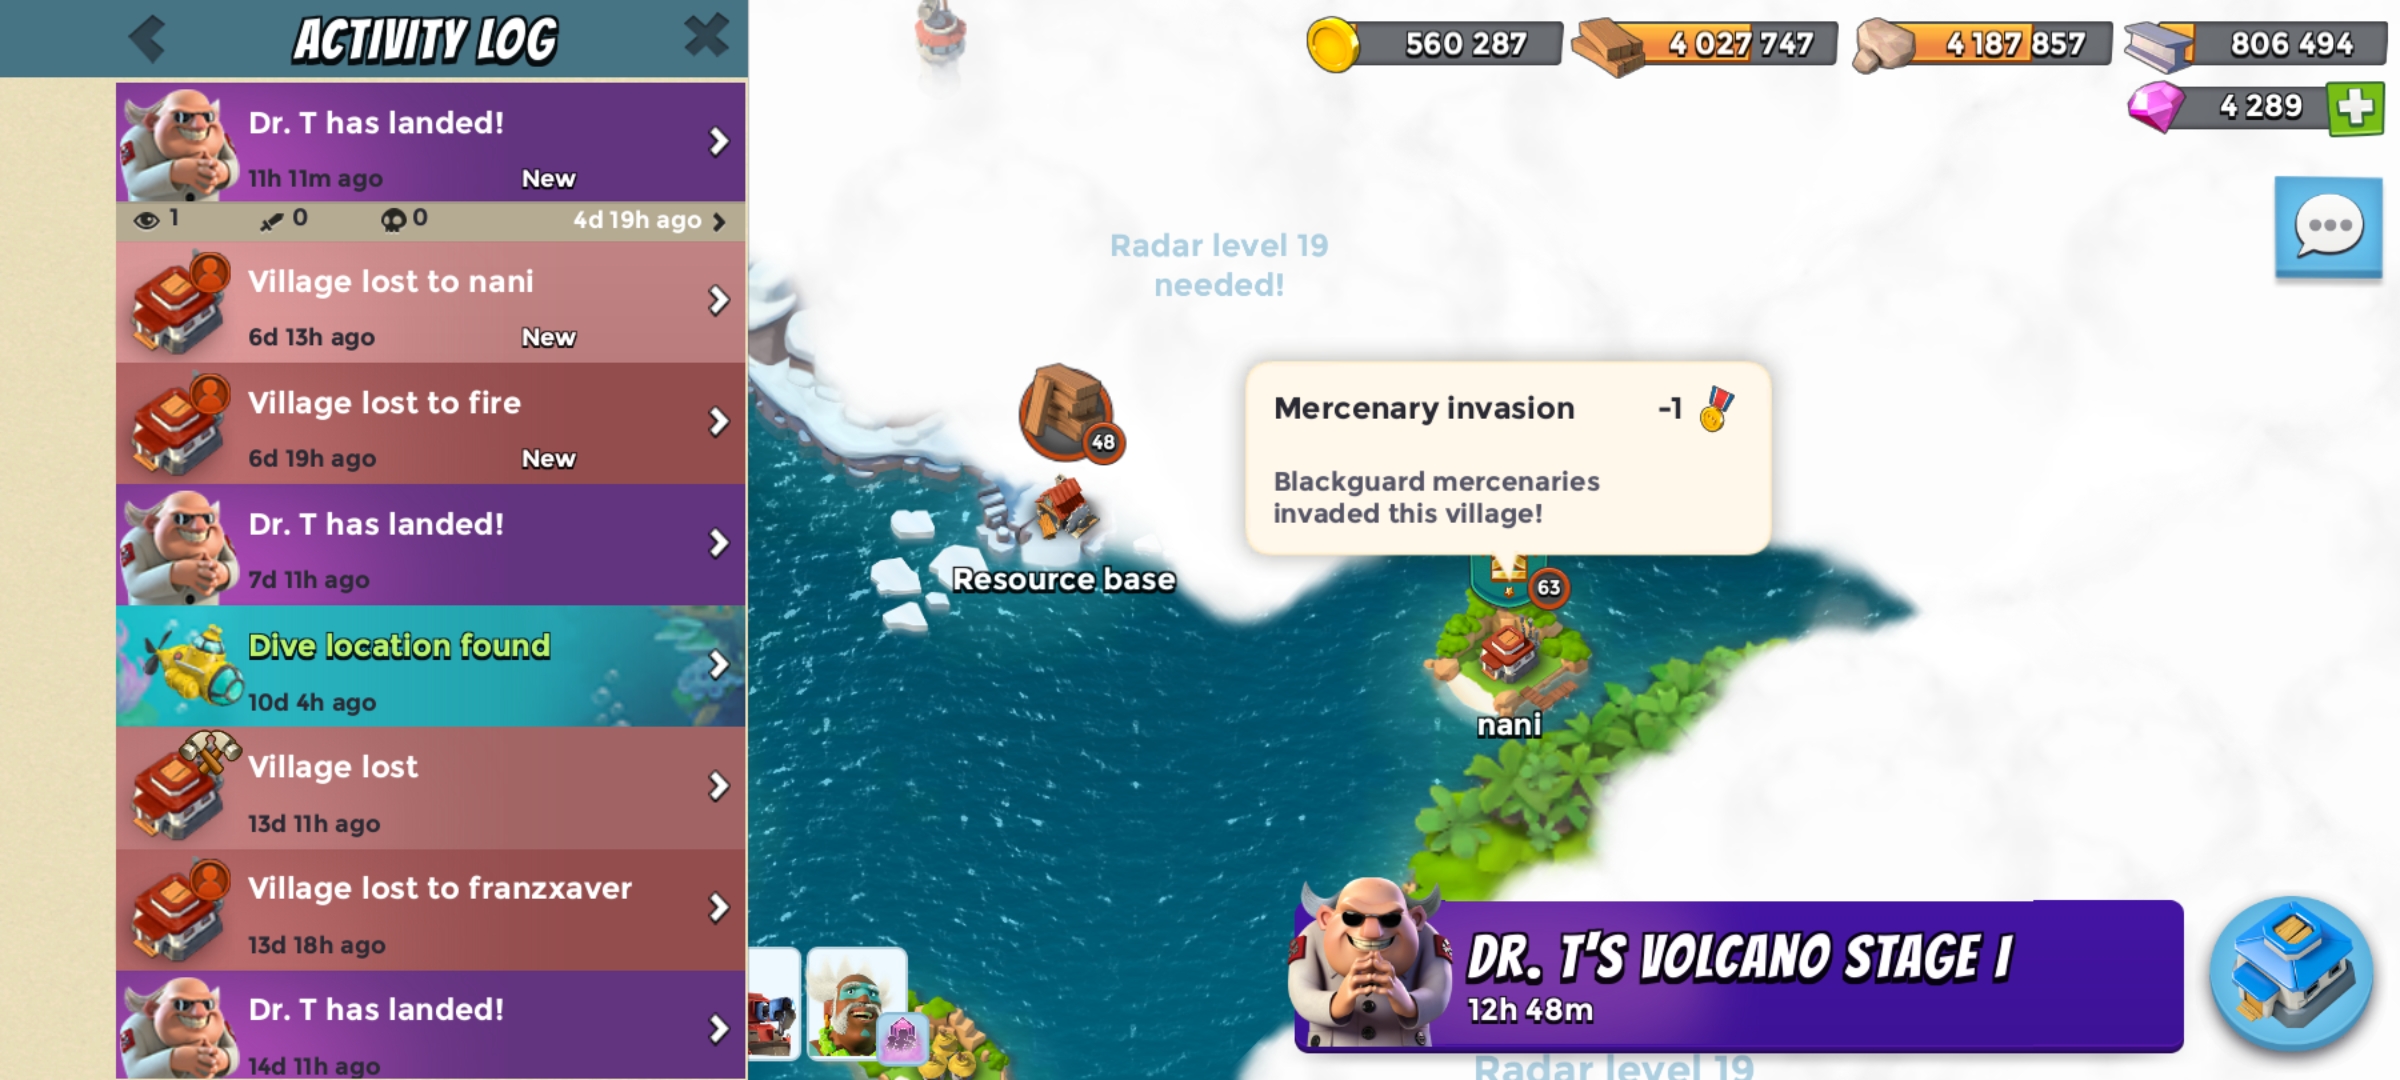 ACTIVITY LOG
Dr. T has landed!
11h 11m ago
New
1
0
0
4d 19h ago
Village lost to nani
6d 13h ago
New
Village lost to fire
6d 19h ago
New
Dr. T has landed!
7d 11h ago
Dive location found
10d 4h ago
Village lost
13d 11h ago
Village lost to franzxaver
13d 18h ago
Dr. T has landed!
14d 11h ago
560 287
4 027 747
4 187 857
806 494
4 289
Radar level 19
needed!
48
Resource base
Mercenary invasion
-1
Blackguard mercenaries
invaded this village!
63
nani
DR. T'S VOLCANO STAGE I
12h 48m
Radar level 19